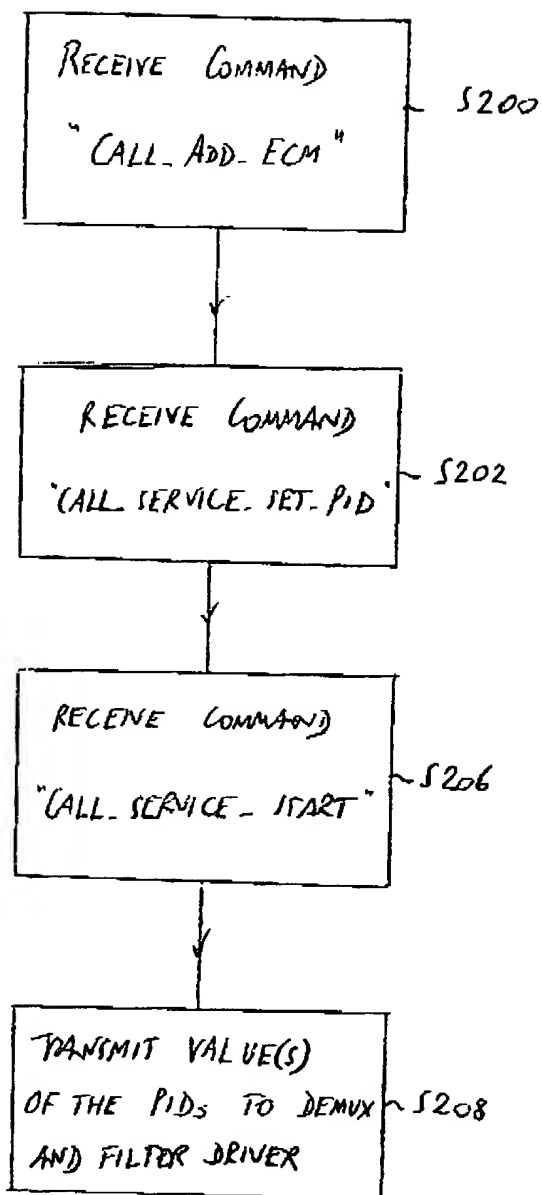 RECEIVE COMMAND
S200
"CALL_ADD_ECM"
RECEIVE COMMAND
S202
"CALL_SERVICE_SET_PID"
RECEIVE COMMAND
S206
"CALL_SERVICE_START"
TRANSMIT VALUE(S)
OF THE PIDs TO DEMUX S208
AND FILTER DRIVER